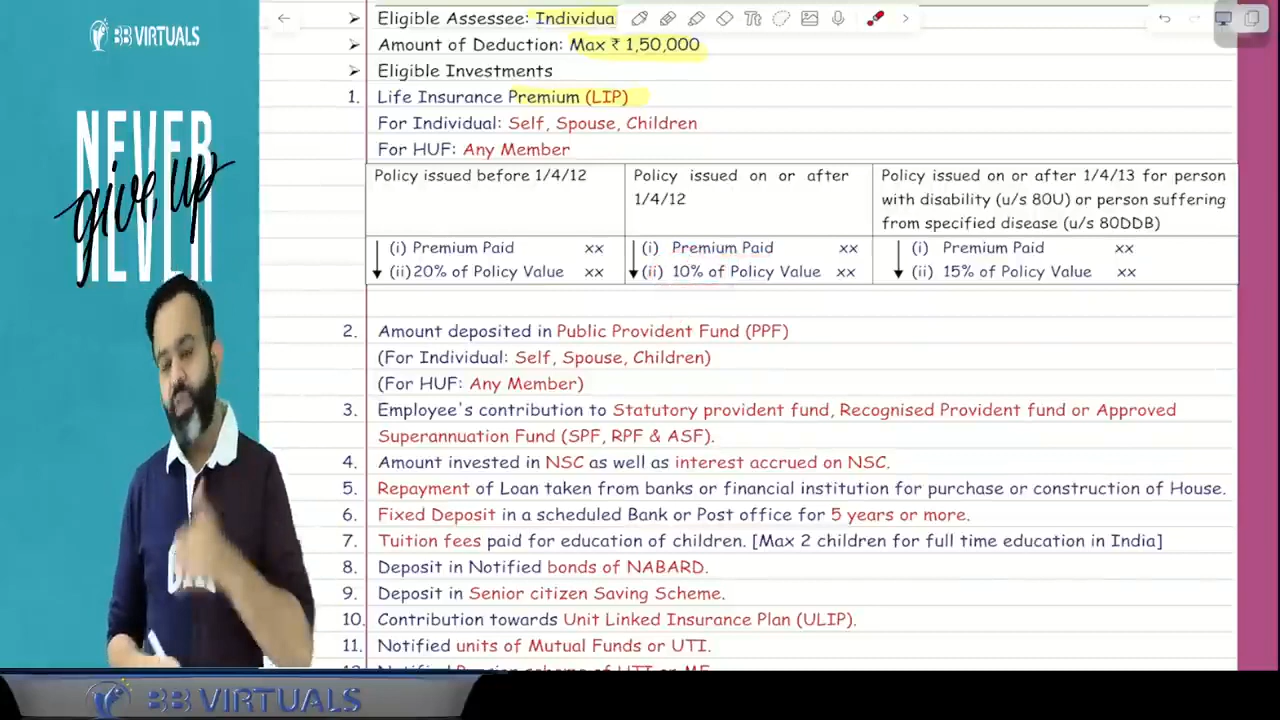 BB VIRTUALS
NEVER
give up
NEVER
➤ Eligible Assessee: Individua
➤ Amount of Deduction: Max ₹ 1,50,000
➤ Eligible Investments
1. Life Insurance Premium (LIP)
For Individual: Self, Spouse, Children
For HUF: Any Member
Policy issued before 1/4/12
(i) Premium Paid xx
(ii) 20% of Policy Value xx
Policy issued on or after
1/4/12
(i) Premium Paid xx
(ii) 10% of Policy Value xx
Policy issued on or after 1/4/13 for person
with disability (u/s 80U) or person suffering
from specified disease (u/s 80DDB)
(i) Premium Paid xx
(ii) 15% of Policy Value xx
2. Amount deposited in Public Provident Fund (PPF)
(For Individual: Self, Spouse, Children)
(For HUF: Any Member)
3. Employee's contribution to Statutory provident fund, Recognised Provident fund or Approved
Superannuation Fund (SPF, RPF & ASF).
4. Amount invested in NSC as well as interest accrued on NSC.
5. Repayment of Loan taken from banks or financial institution for purchase or construction of House.
6. Fixed Deposit in a scheduled Bank or Post office for 5 years or more.
7. Tuition fees paid for education of children. [Max 2 children for full time education in India]
8. Deposit in Notified bonds of NABARD.
9. Deposit in Senior citizen Saving Scheme.
10. Contribution towards Unit Linked Insurance Plan (ULIP).
11. Notified units of Mutual Funds or UTI.
BB VIRTUALS